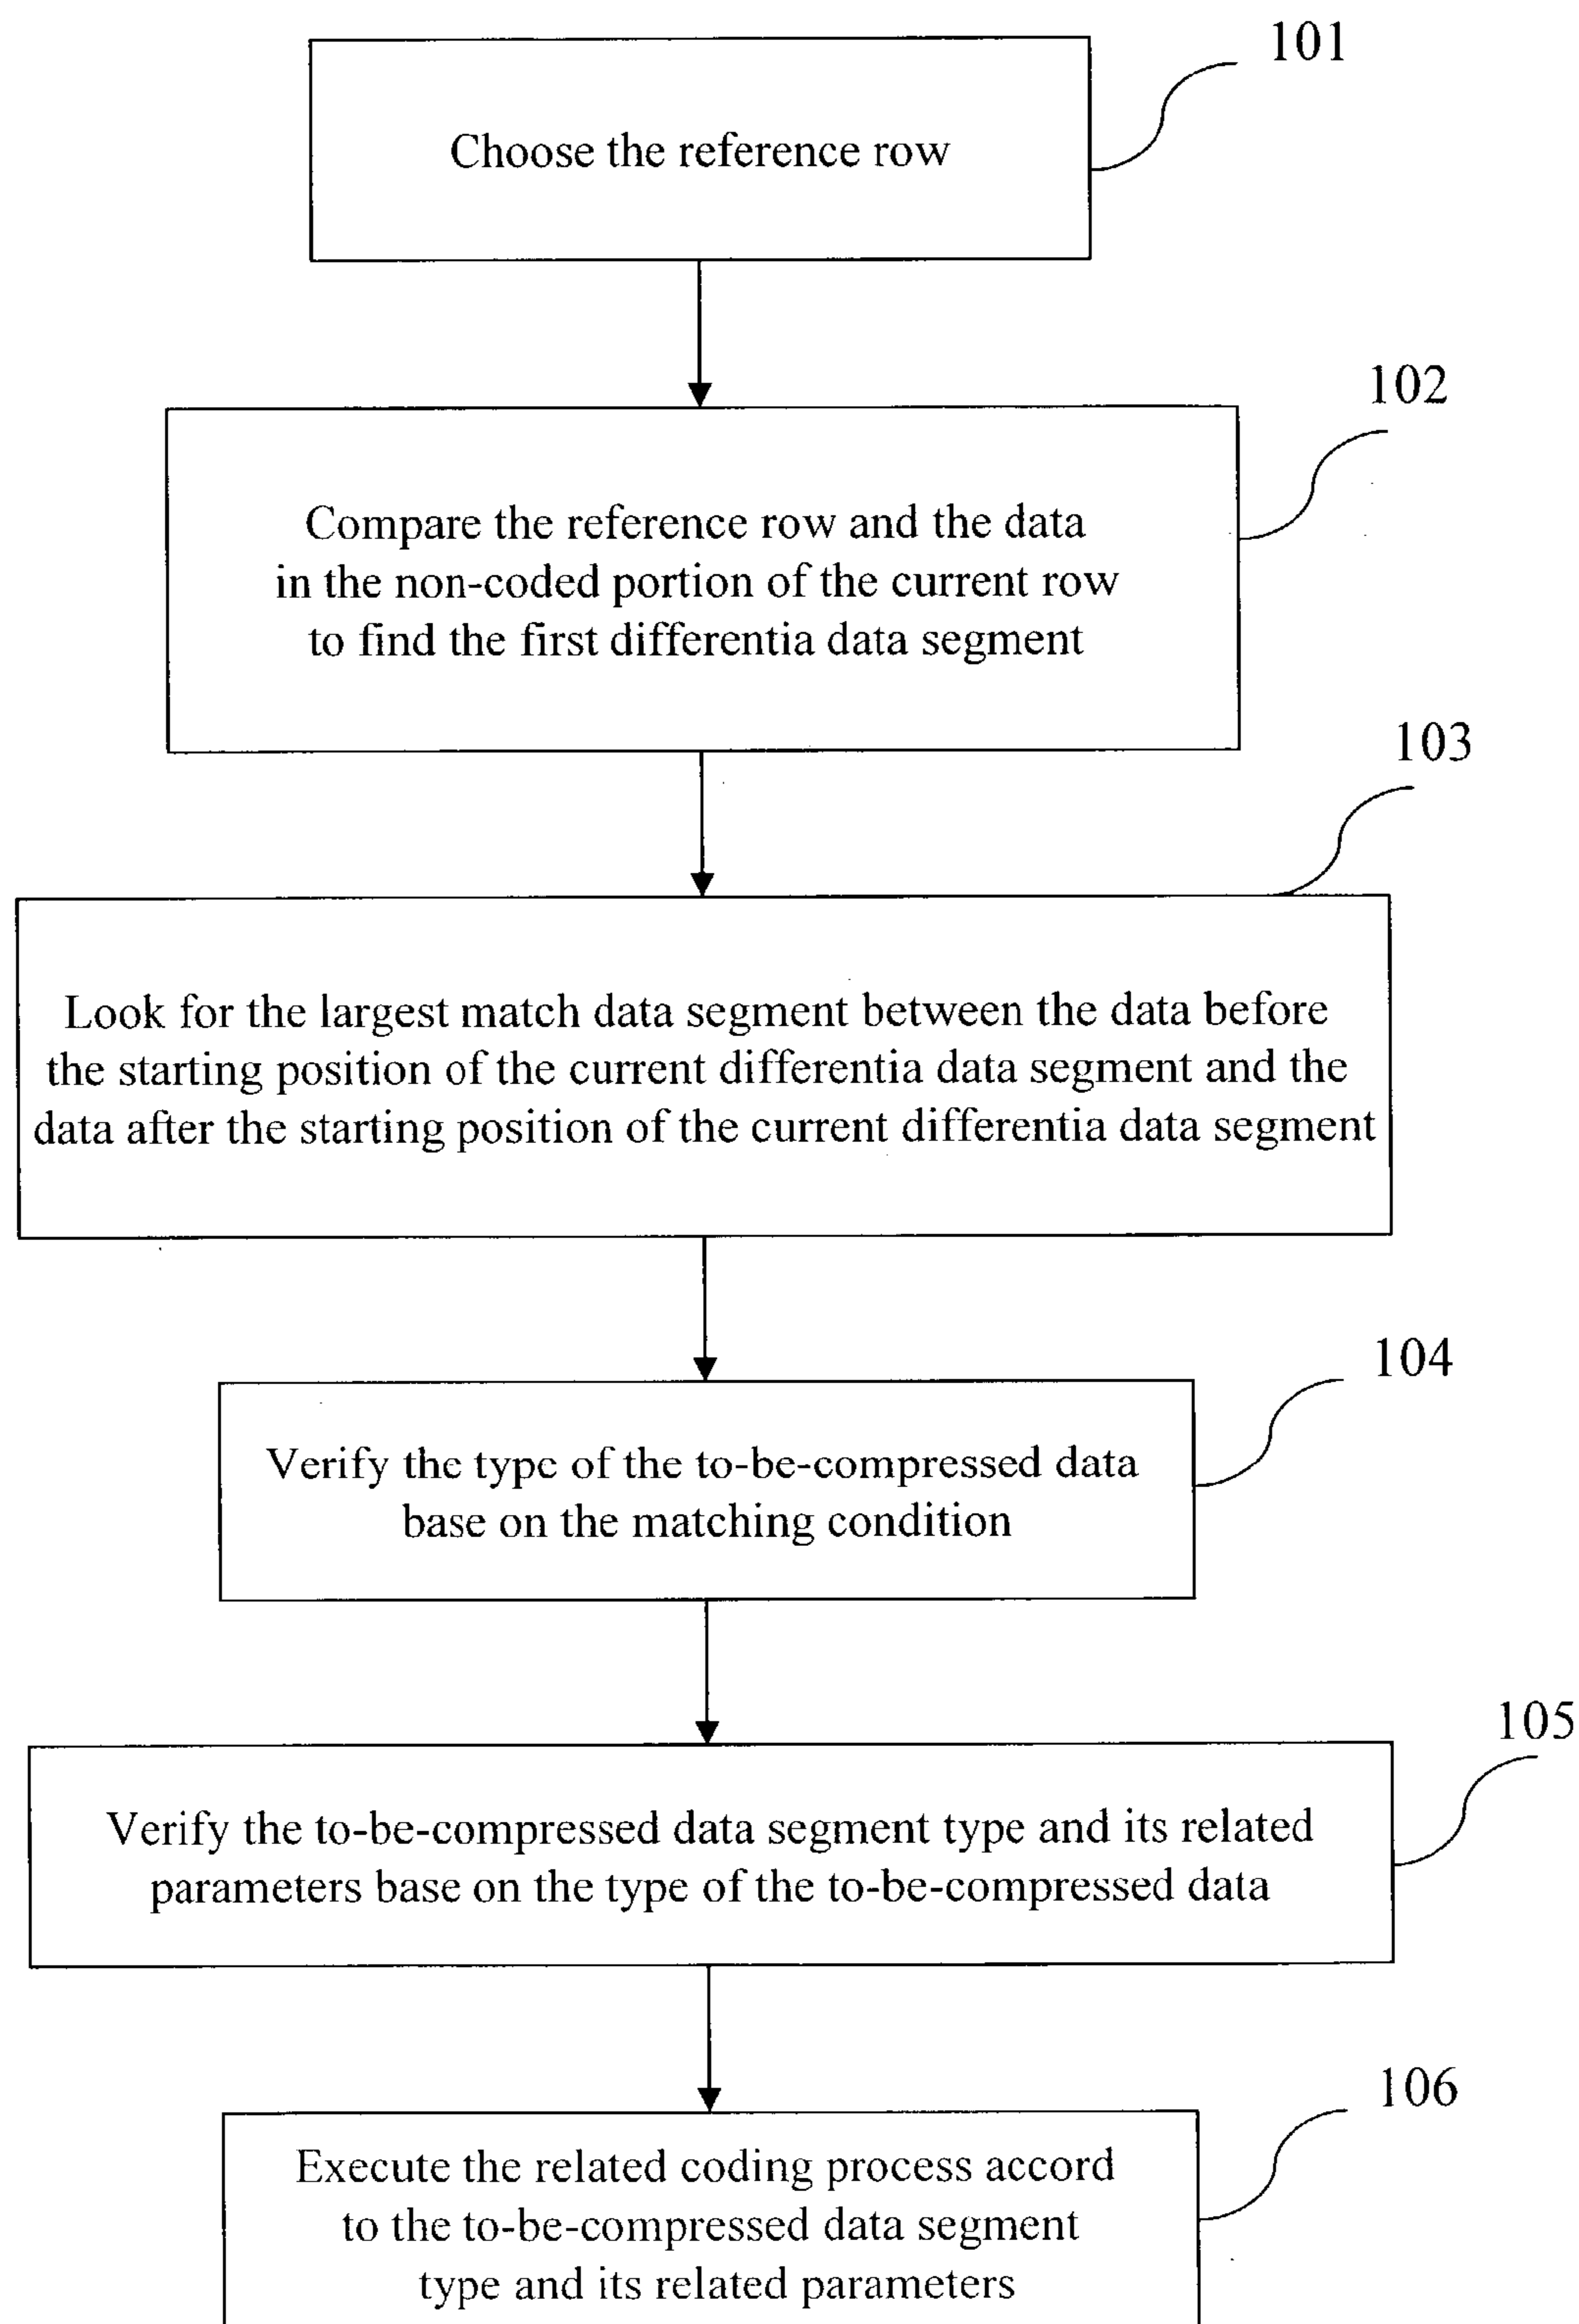 101
Choose the reference row
102
Compare the reference row and the data
in the non-coded portion of the current row
to find the first differentia data segment
103
Look for the largest match data segment between the data before
the starting position of the current differentia data segment and the
data after the starting position of the current differentia data segment
104
Verify the type of the to-be-compressed data
base on the matching condition
105
Verify the to-be-compressed data segment type and its related
parameters base on the type of the to-be-compressed data
106
Execute the related coding process accord
to the to-be-compressed data segment
type and its related parameters